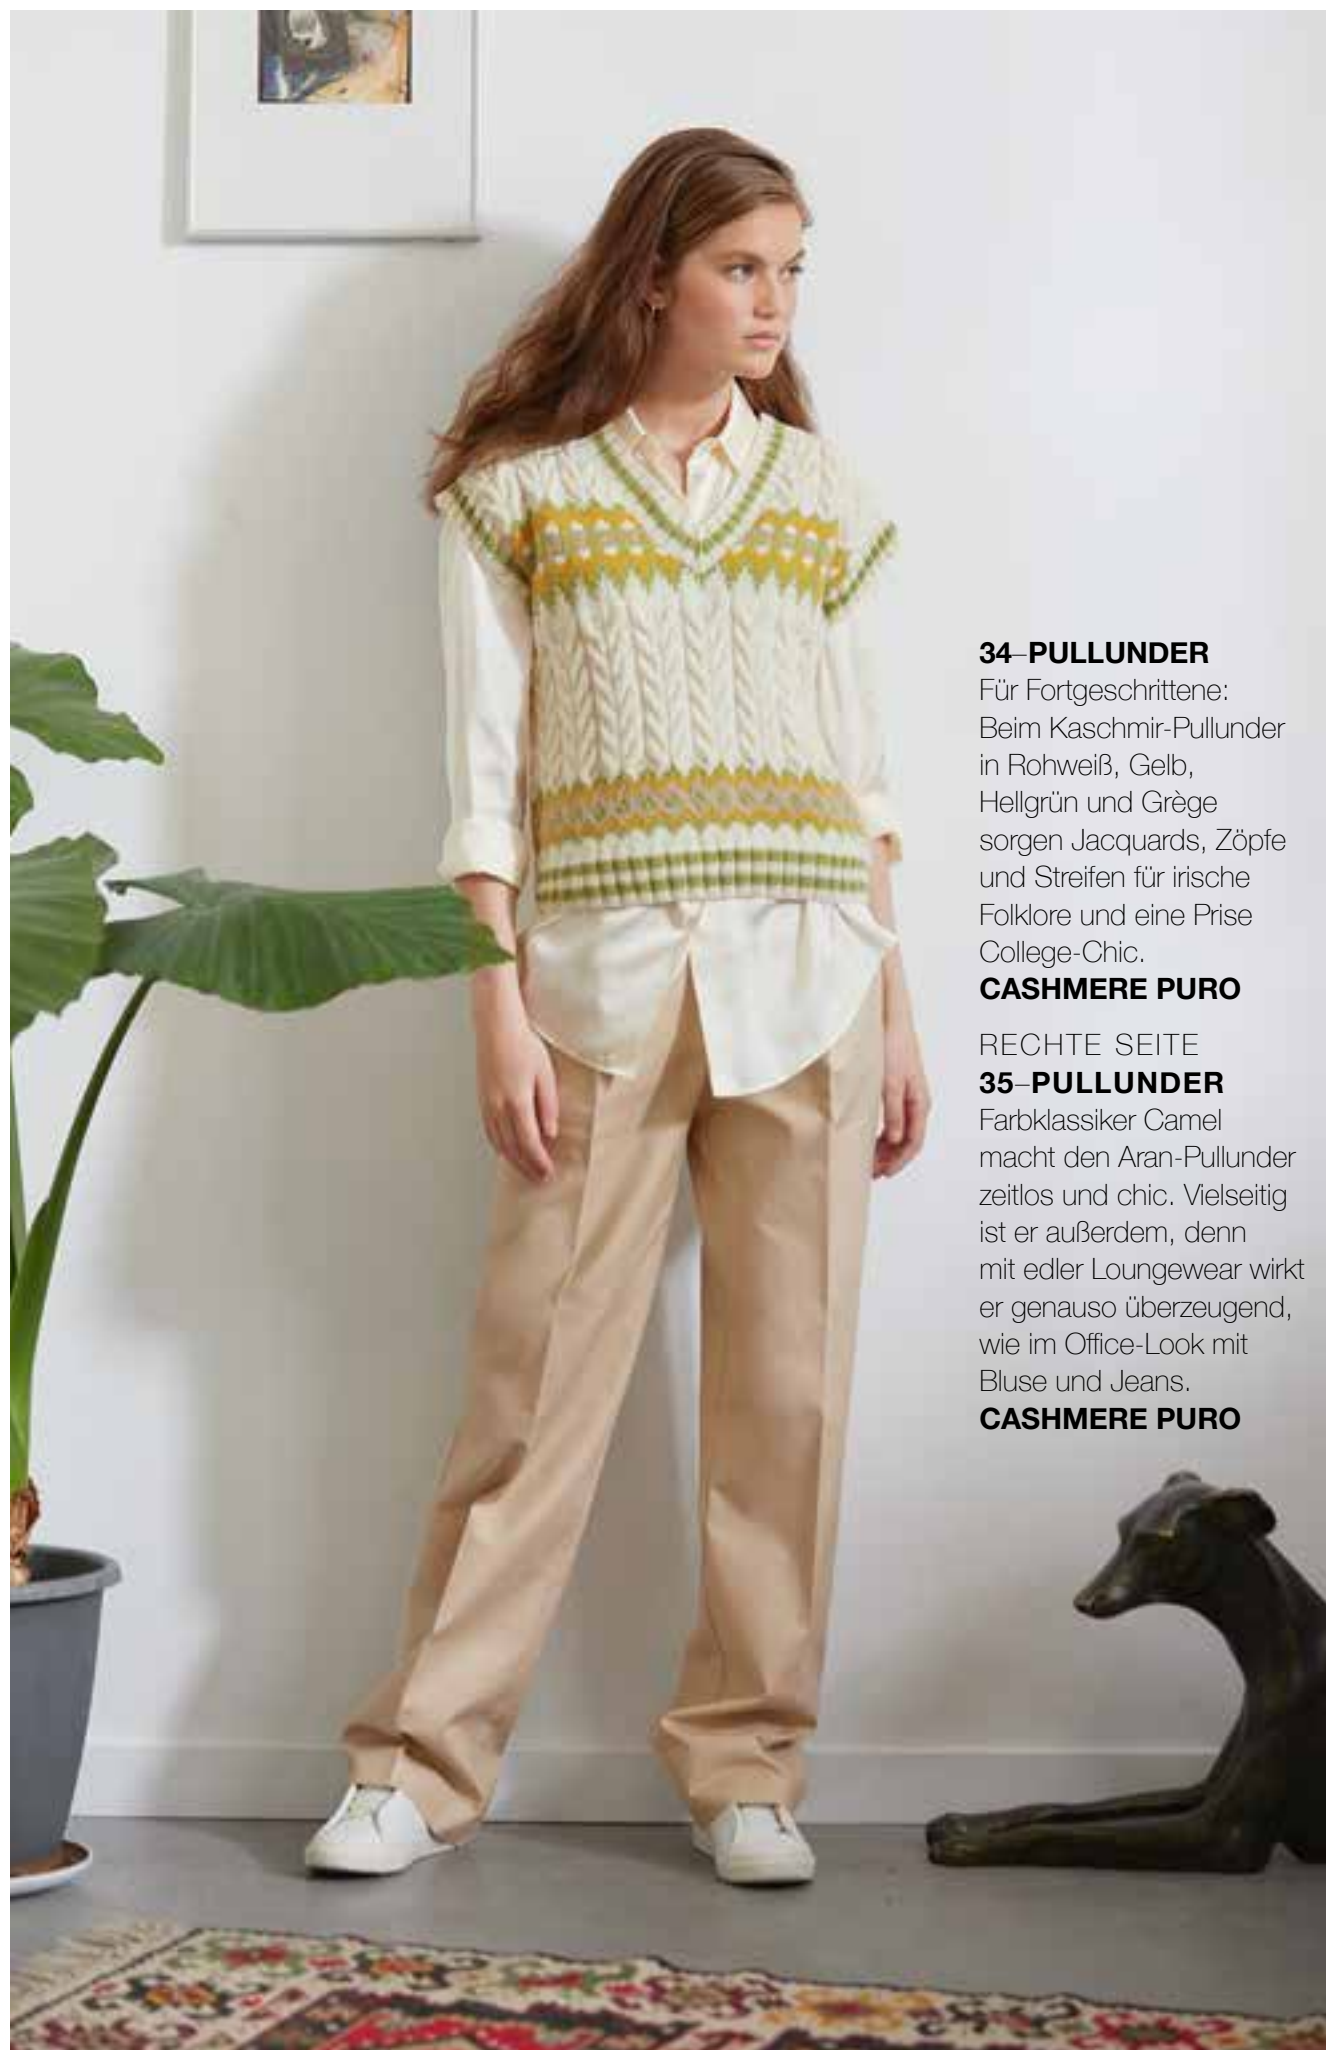 34–PULLUNDER
Für Fortgeschrittene:
Beim Kaschmir-Pullunder
in Rohweiß, Gelb,
Hellgrün und Grège
sorgen Jacquards, Zöpfe
und Streifen für irische
Folklore und eine Prise
College-Chic.
CASHMERE PURO
RECHTE SEITE
35–PULLUNDER
Farbklassiker Camel
macht den Aran-Pullunder
zeitlos und chic. Vielseitig
ist er außerdem, denn
mit edler Loungewear wirkt
er genauso überzeugend,
wie im Office-Look mit
Bluse und Jeans.
CASHMERE PURO